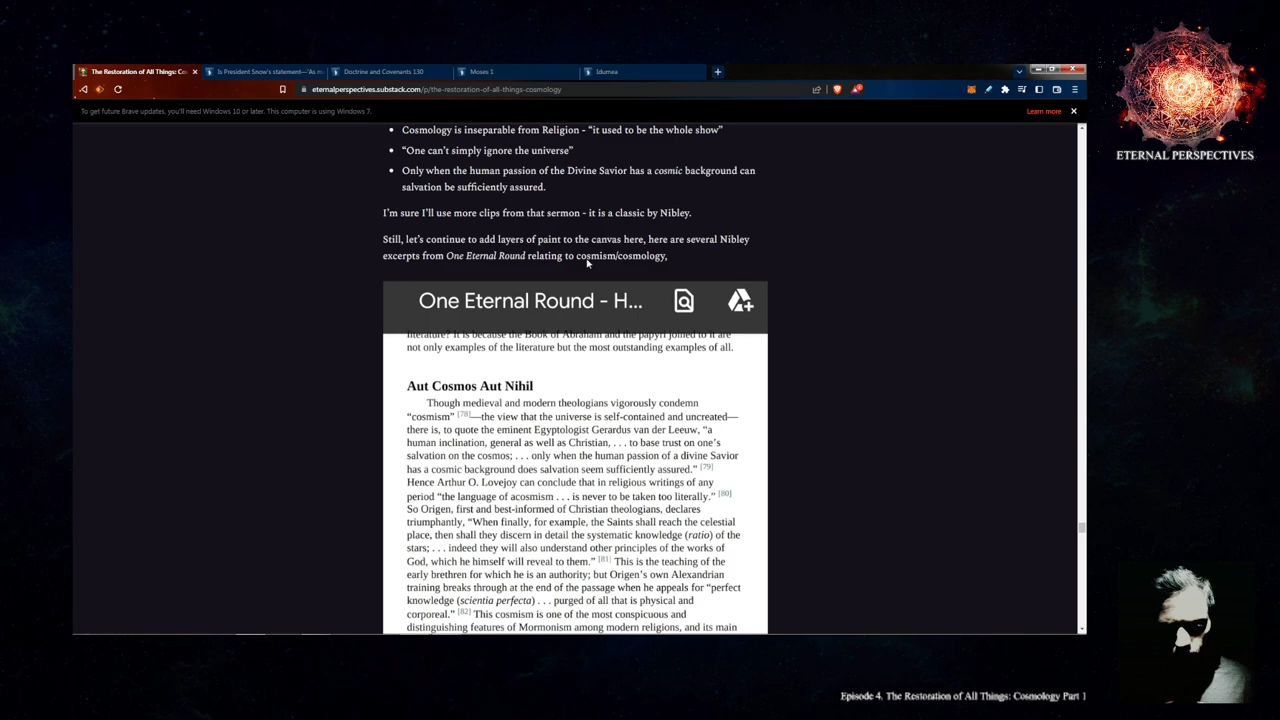 The Restoration of All Things: Co
Is President Snow's statement—'As m
Doctrine and Covenants 130
Moses 1
Idumea
eternalperspectives.substack.com/p/the-restoration-of-all-things-cosmology
To get future Brave updates, you'll need Windows 10 or later. This computer is using Windows 7.
Learn more
ETERNAL PERSPECTIVES
• Cosmology is inseparable from Religion - “it used to be the whole show”
• “One can't simply ignore the universe”
• Only when the human passion of the Divine Savior has a cosmic background can
salvation be sufficiently assured.
I'm sure I'll use more clips from that sermon - it is a classic by Nibley.
Still, let's continue to add layers of paint to the canvas here, here are several Nibley
excerpts from One Eternal Round relating to cosmism/cosmology,
One Eternal Round - H...
literature? It is because the Book of Abraham and the papyri joined to it are
not only examples of the literature but the most outstanding examples of all.
Aut Cosmos Aut Nihil
Though medieval and modern theologians vigorously condemn
“cosmism” [78]—the view that the universe is self-contained and uncreated—
there is, to quote the eminent Egyptologist Gerardus van der Leeuw, “a
human inclination, general as well as Christian, . . . to base trust on one's
salvation on the cosmos; . . . only when the human passion of a divine Savior
has a cosmic background does salvation seem sufficiently assured.” [79]
Hence Arthur O. Lovejoy can conclude that in religious writings of any
period “the language of acosmism . . . is never to be taken too literally.” [80]
So Origen, first and best-informed of Christian theologians, declares
triumphantly, “When finally, for example, the Saints shall reach the celestial
place, then shall they discern in detail the systematic knowledge (ratio) of the
stars; . . . indeed they will also understand other principles of the works of
God, which he himself will reveal to them.” [81] This is the teaching of the
early brethren for which he is an authority; but Origen's own Alexandrian
training breaks through at the end of the passage when he appeals for “perfect
knowledge (scientia perfecta) . . . purged of all that is physical and
corporeal.” [82] This cosmism is one of the most conspicuous and
distinguishing features of Mormonism among modern religions, and its main
Episode 4. The Restoration of All Things: Cosmology Part 1